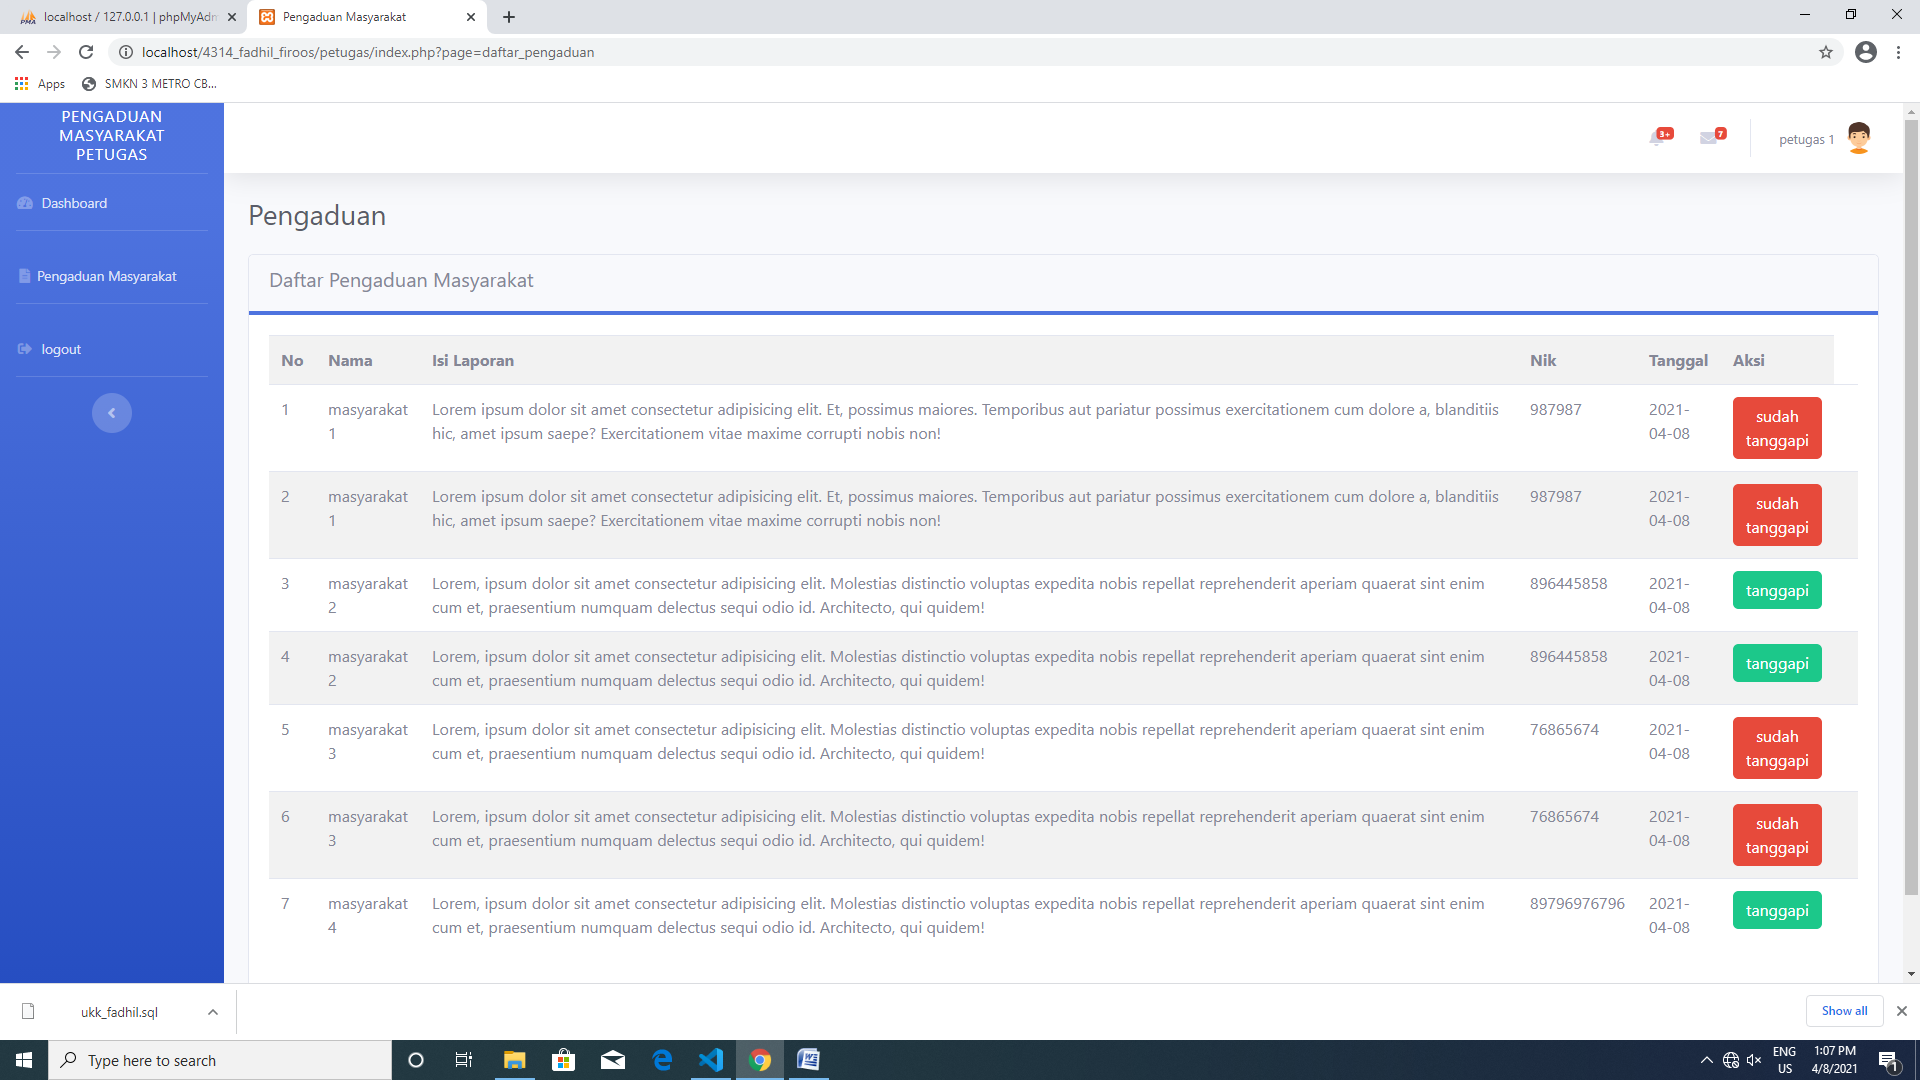 localhost / 127.0.0.1 | phpMyAdm
Pengaduan Masyarakat
localhost/4314_fadhil_firoos/petugas/index.php?page=daftar_pengaduan
Apps
SMKN 3 METRO CB...
PENGADUAN
MASYARAKAT
PETUGAS
3+
7
petugas 1
Dashboard
Pengaduan Masyarakat
logout
Pengaduan
Daftar Pengaduan Masyarakat
No Nama Isi Laporan Nik Tanggal Aksi
1 masyarakat Lorem ipsum dolor sit amet consectetur adipisicing elit. Et, possimus maiores. Temporibus aut pariatur possimus exercitationem cum dolore a, blanditiis 987987 2021- sudah
1 hic, amet ipsum saepe? Exercitationem vitae maxime corrupti nobis non! 04-08 tanggapi
2 masyarakat Lorem ipsum dolor sit amet consectetur adipisicing elit. Et, possimus maiores. Temporibus aut pariatur possimus exercitationem cum dolore a, blanditiis 987987 2021- sudah
1 hic, amet ipsum saepe? Exercitationem vitae maxime corrupti nobis non! 04-08 tanggapi
3 masyarakat Lorem, ipsum dolor sit amet consectetur adipisicing elit. Molestias distinctio voluptas expedita nobis repellat reprehenderit aperiam quaerat sint enim 896445858 2021- tanggapi
2 cum et, praesentium numquam delectus sequi odio id. Architecto, qui quidem! 04-08
4 masyarakat Lorem, ipsum dolor sit amet consectetur adipisicing elit. Molestias distinctio voluptas expedita nobis repellat reprehenderit aperiam quaerat sint enim 896445858 2021- tanggapi
2 cum et, praesentium numquam delectus sequi odio id. Architecto, qui quidem! 04-08
5 masyarakat Lorem, ipsum dolor sit amet consectetur adipisicing elit. Molestias distinctio voluptas expedita nobis repellat reprehenderit aperiam quaerat sint enim 76865674 2021- sudah
3 cum et, praesentium numquam delectus sequi odio id. Architecto, qui quidem! 04-08 tanggapi
6 masyarakat Lorem, ipsum dolor sit amet consectetur adipisicing elit. Molestias distinctio voluptas expedita nobis repellat reprehenderit aperiam quaerat sint enim 76865674 2021- sudah
3 cum et, praesentium numquam delectus sequi odio id. Architecto, qui quidem! 04-08 tanggapi
7 masyarakat Lorem, ipsum dolor sit amet consectetur adipisicing elit. Molestias distinctio voluptas expedita nobis repellat reprehenderit aperiam quaerat sint enim 89796976796 2021- tanggapi
4 cum et, praesentium numquam delectus sequi odio id. Architecto, qui quidem! 04-08
ukk_fadhil.sql
Show all
Type here to search
ENG
US
1:07 PM
4/8/2021
1